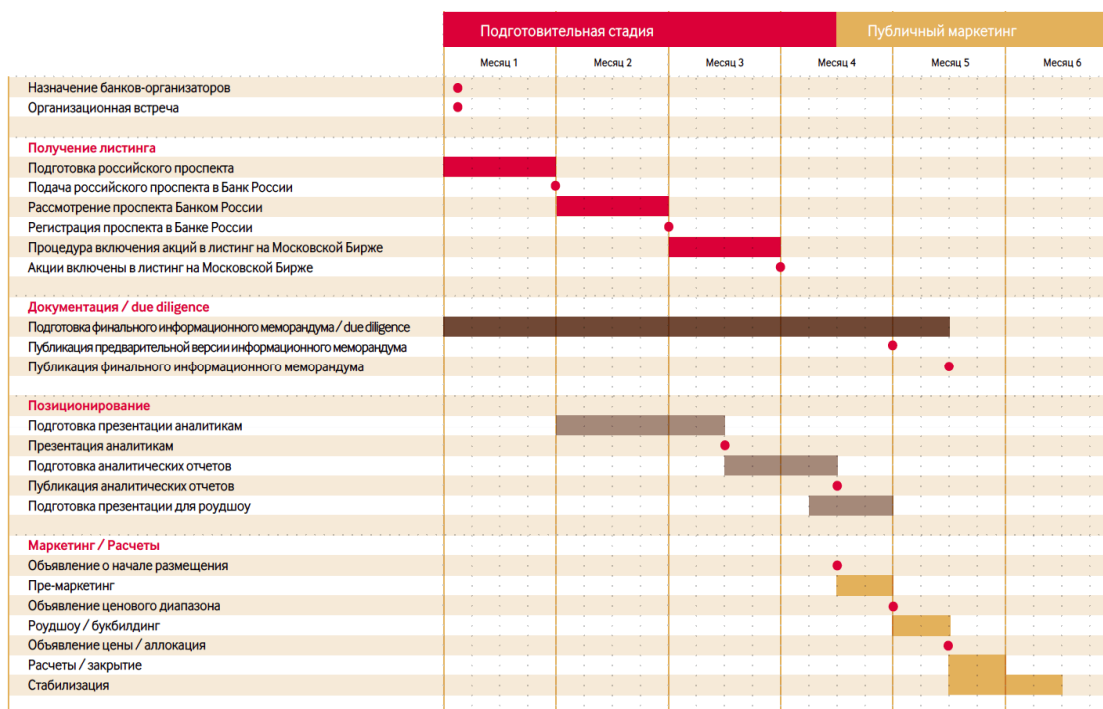 Подготовительная стадия
Публичный маркетинг
Месяц 1
Месяц 2
Месяц 3
Месяц 4
Месяц 5
Месяц 6
Назначение банков-организаторов
Организационная встреча
Получение листинга
Подготовка российского проспекта
Подача российского проспекта в Банк России
Рассмотрение проспекта Банком России
Регистрация проспекта в Банке России
Процедура включения акций в листинг на Московской Бирже
Акции включены в листинг на Московской Бирже
Документация / due diligence
Подготовка финального информационного меморандума / due diligence
Публикация предварительной версии информационного меморандума
Публикация финального информационного меморандума
Позиционирование
Подготовка презентации аналитикам
Презентация аналитикам
Подготовка аналитических отчетов
Публикация аналитических отчетов
Подготовка презентации для роудшоу
Маркетинг / Расчеты
Объявление о начале размещения
Пре-маркетинг
Объявление ценового диапазона
Роудшоу / букбилдинг
Объявление цены / аллокация
Расчеты / закрытие
Стабилизация